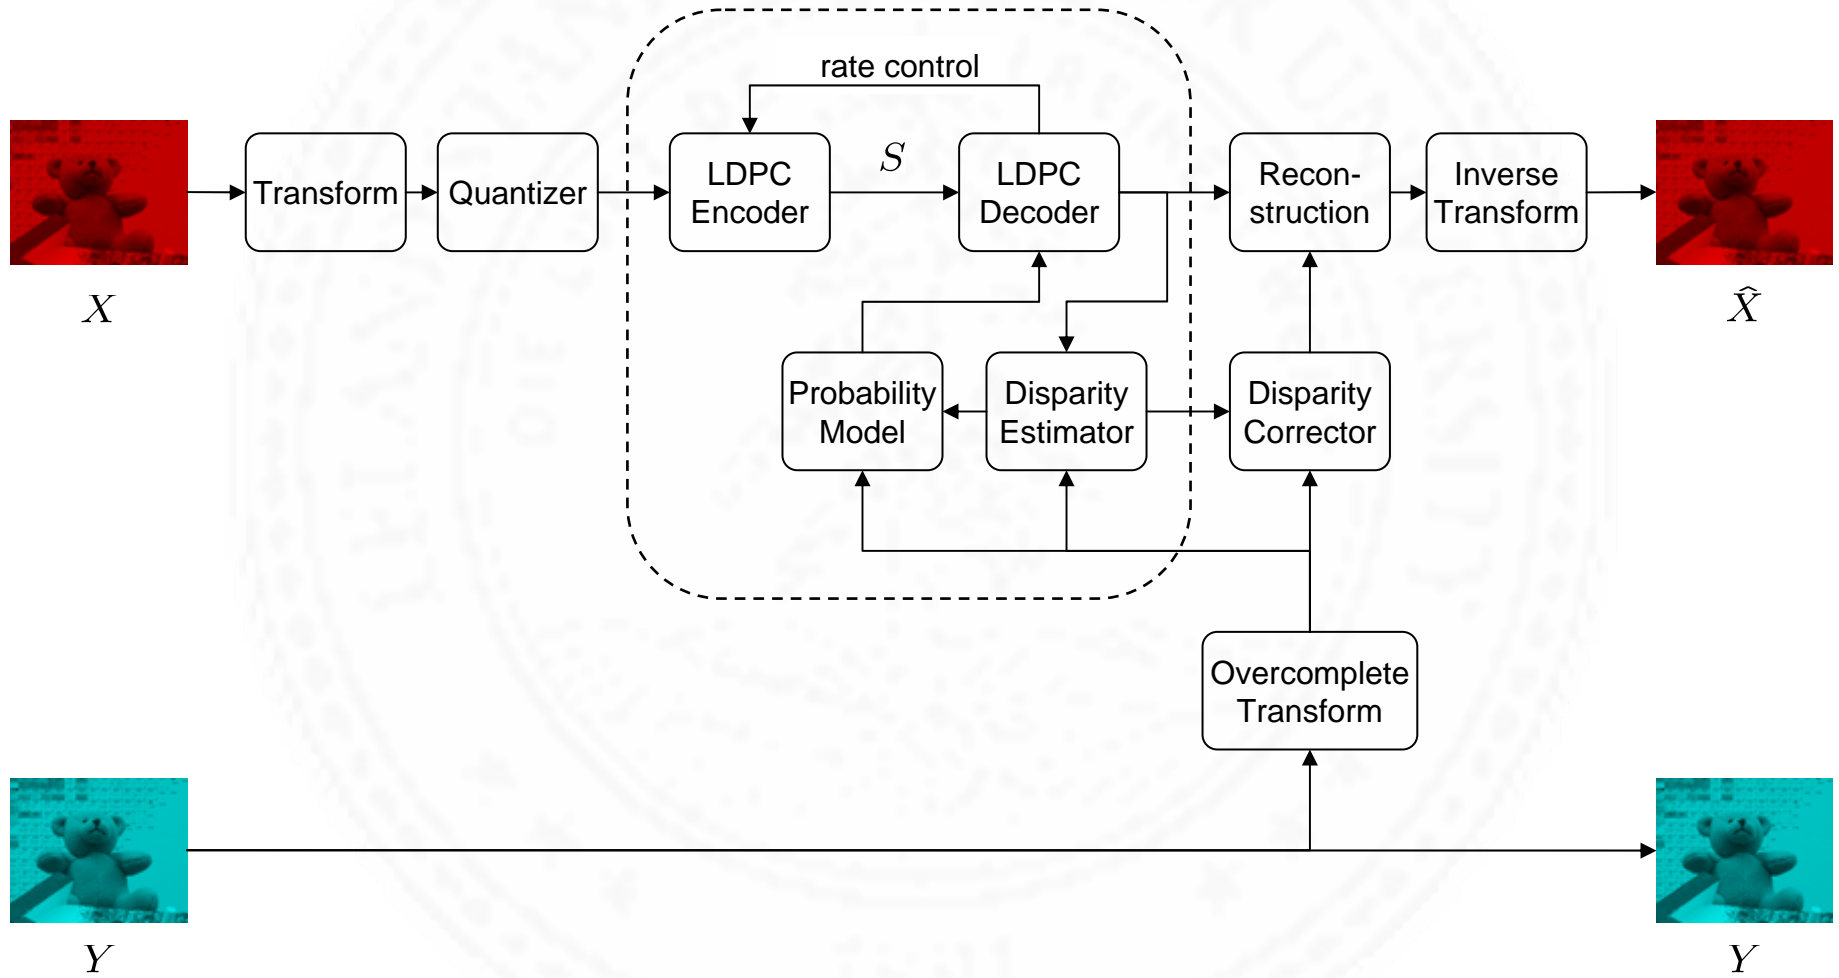 rate control
Transform
Quantizer
LDPC
Encoder
S
LDPC
Decoder
Recon-
struction
Inverse
Transform
X
X̂
Probability
Model
Disparity
Estimator
Disparity
Corrector
Overcomplete
Transform
Y
Y